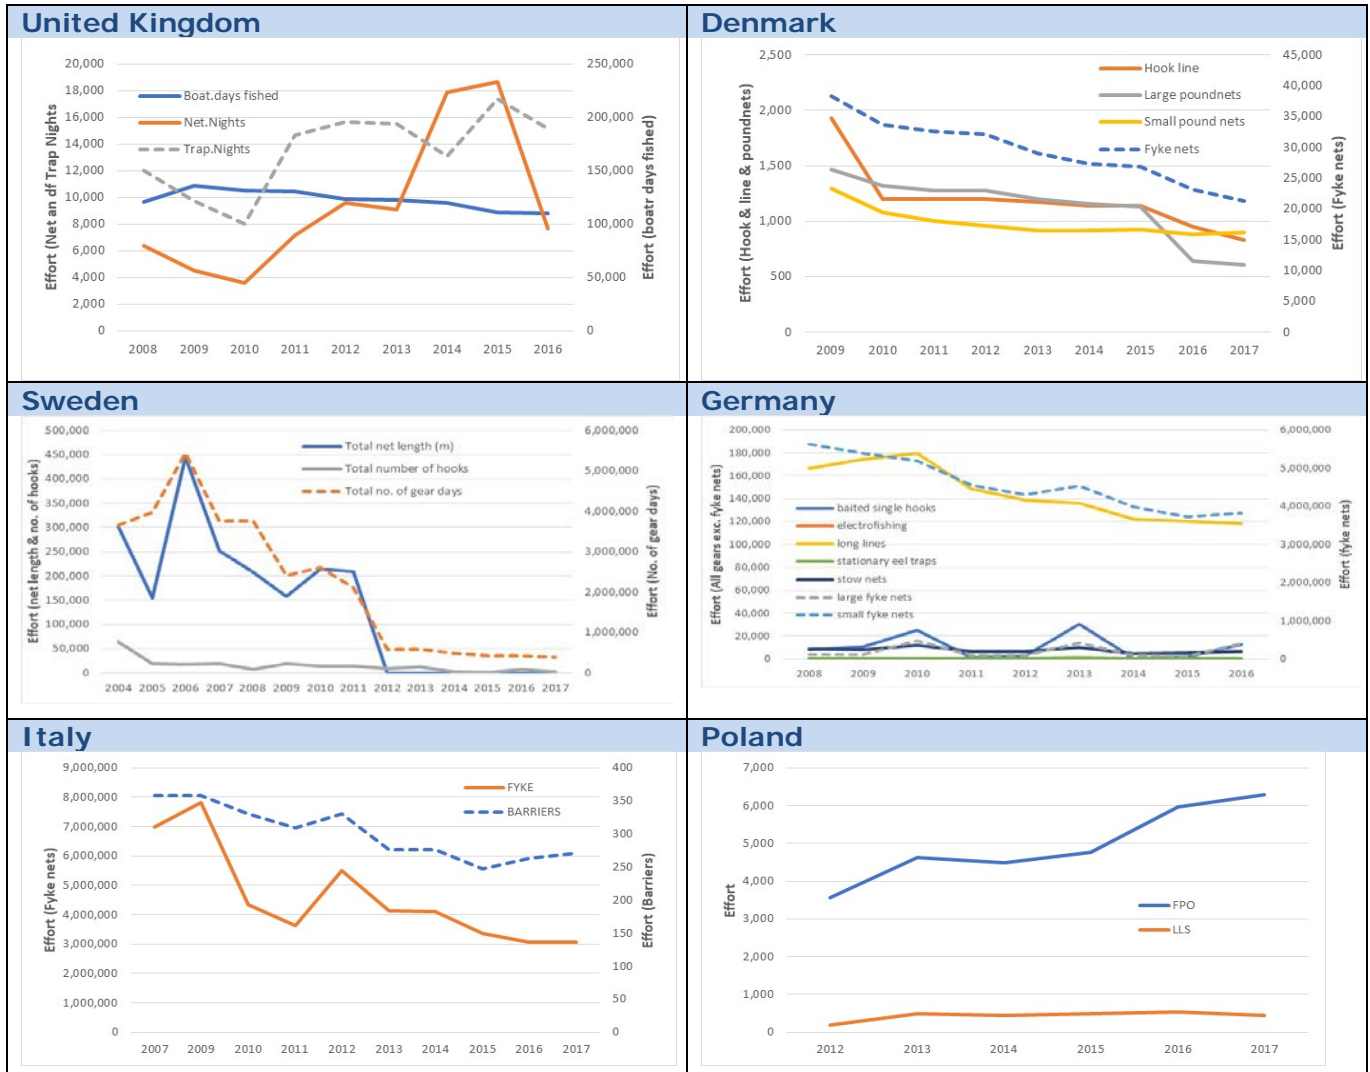 United Kingdom
Effort (Net an df Trap Nights
20,000
18,000
16,000
14,000
12,000
10,000
8,000
6,000
4,000
2,000
0
Boat.days fished
Net.Nights
Trap.Nights
250,000
200,000
150,000
100,000
50,000
0
Effort (boatr days fished)
2008 2009 2010 2011 2012 2013 2014 2015 2016
Denmark
Effort (Hook & line & poundnets)
2,500
2,000
1,500
1,000
500
0
Hook line
Large poundnets
Small pound nets
Fyke nets
45,000
40,000
35,000
30,000
25,000
20,000
15,000
10,000
5,000
0
Effort (Fyke nets)
2009 2010 2011 2012 2013 2014 2015 2016 2017
Sweden
Effort (net length & no. of hooks)
500,000
450,000
400,000
350,000
300,000
250,000
200,000
150,000
100,000
50,000
0
Total net length (m)
Total number of hooks
Total no. of gear days
6,000,000
5,000,000
4,000,000
3,000,000
2,000,000
1,000,000
0
Effort (No. of gear days)
2004 2005 2006 2007 2008 2009 2010 2011 2012 2013 2014 2015 2016 2017
Germany
Effort (All gears exc. fyke nets)
200,000
180,000
160,000
140,000
120,000
100,000
80,000
60,000
40,000
20,000
0
baited single hooks
electrofishing
long lines
stationary eel traps
stow nets
large fyke nets
small fyke nets
6,000,000
5,000,000
4,000,000
3,000,000
2,000,000
1,000,000
0
Effort (fyke nets)
2008 2009 2010 2011 2012 2013 2014 2015 2016
Italy
Effort (Fyke nets)
9,000,000
8,000,000
7,000,000
6,000,000
5,000,000
4,000,000
3,000,000
2,000,000
1,000,000
0
FYKE
BARRIERS
400
350
300
250
200
150
100
50
0
Effort (Barriers)
2007 2009 2010 2011 2012 2013 2014 2015 2016 2017
Poland
Effort
7,000
6,000
5,000
4,000
3,000
2,000
1,000
0
FPO
LLS
2012 2013 2014 2015 2016 2017